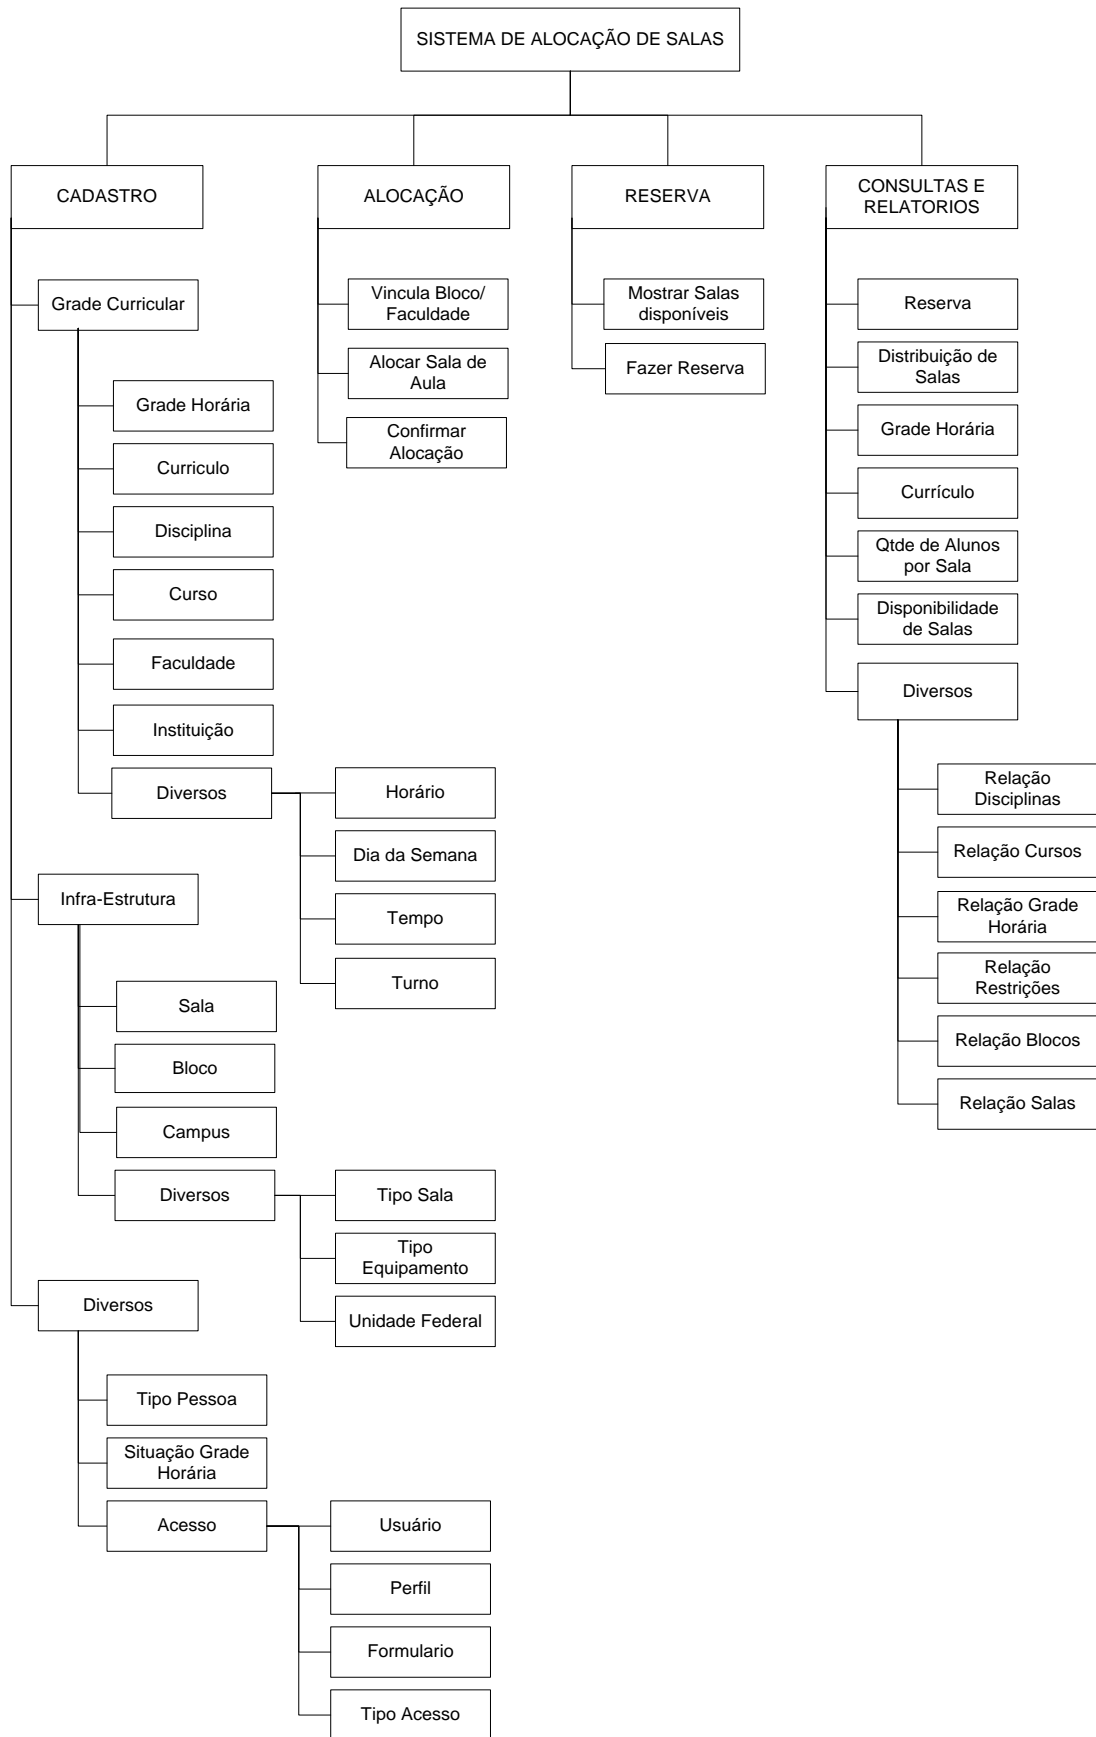 SISTEMA DE ALOCAÇÃO DE SALAS
CADASTRO
Grade Curricular
Grade Horária
Curriculo
Disciplina
Curso
Faculdade
Instituição
Diversos
Horário
Dia da Semana
Tempo
Turno
Infra-Estrutura
Sala
Bloco
Campus
Diversos
Tipo Sala
Tipo
Equipamento
Unidade Federal
Diversos
Tipo Pessoa
Situação Grade
Horária
Acesso
Usuário
Perfil
Formulario
Tipo Acesso
ALOCAÇÃO
Vincula Bloco/
Faculdade
Alocar Sala de
Aula
Confirmar
Alocação
RESERVA
Mostrar Salas
disponíveis
Fazer Reserva
CONSULTAS E
RELATORIOS
Reserva
Distribuição de
Salas
Grade Horária
Currículo
Qtde de Alunos
por Sala
Disponibilidade
de Salas
Diversos
Relação
Disciplinas
Relação Cursos
Relação Grade
Horária
Relação
Restrições
Relação Blocos
Relação Salas